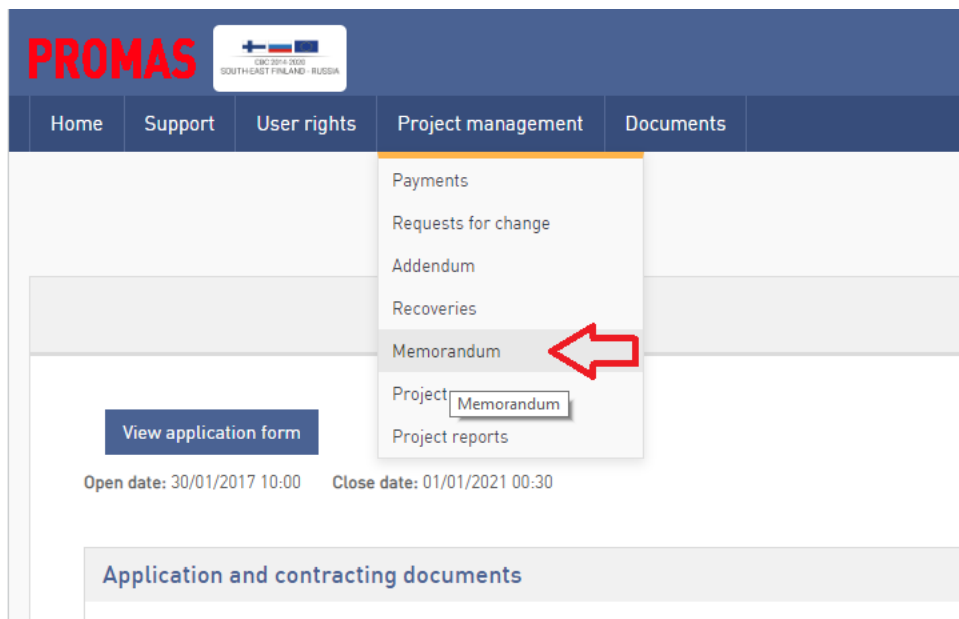 PROMAS
CBC 2014-2020
SOUTH-EAST FINLAND - RUSSIA
Home Support User rights Project management Documents
Payments
Requests for change
Addendum
Recoveries
Memorandum
Project
Memorandum
Project reports
View application form
Open date: 30/01/2017 10:00 Close date: 01/01/2021 00:30
Application and contracting documents